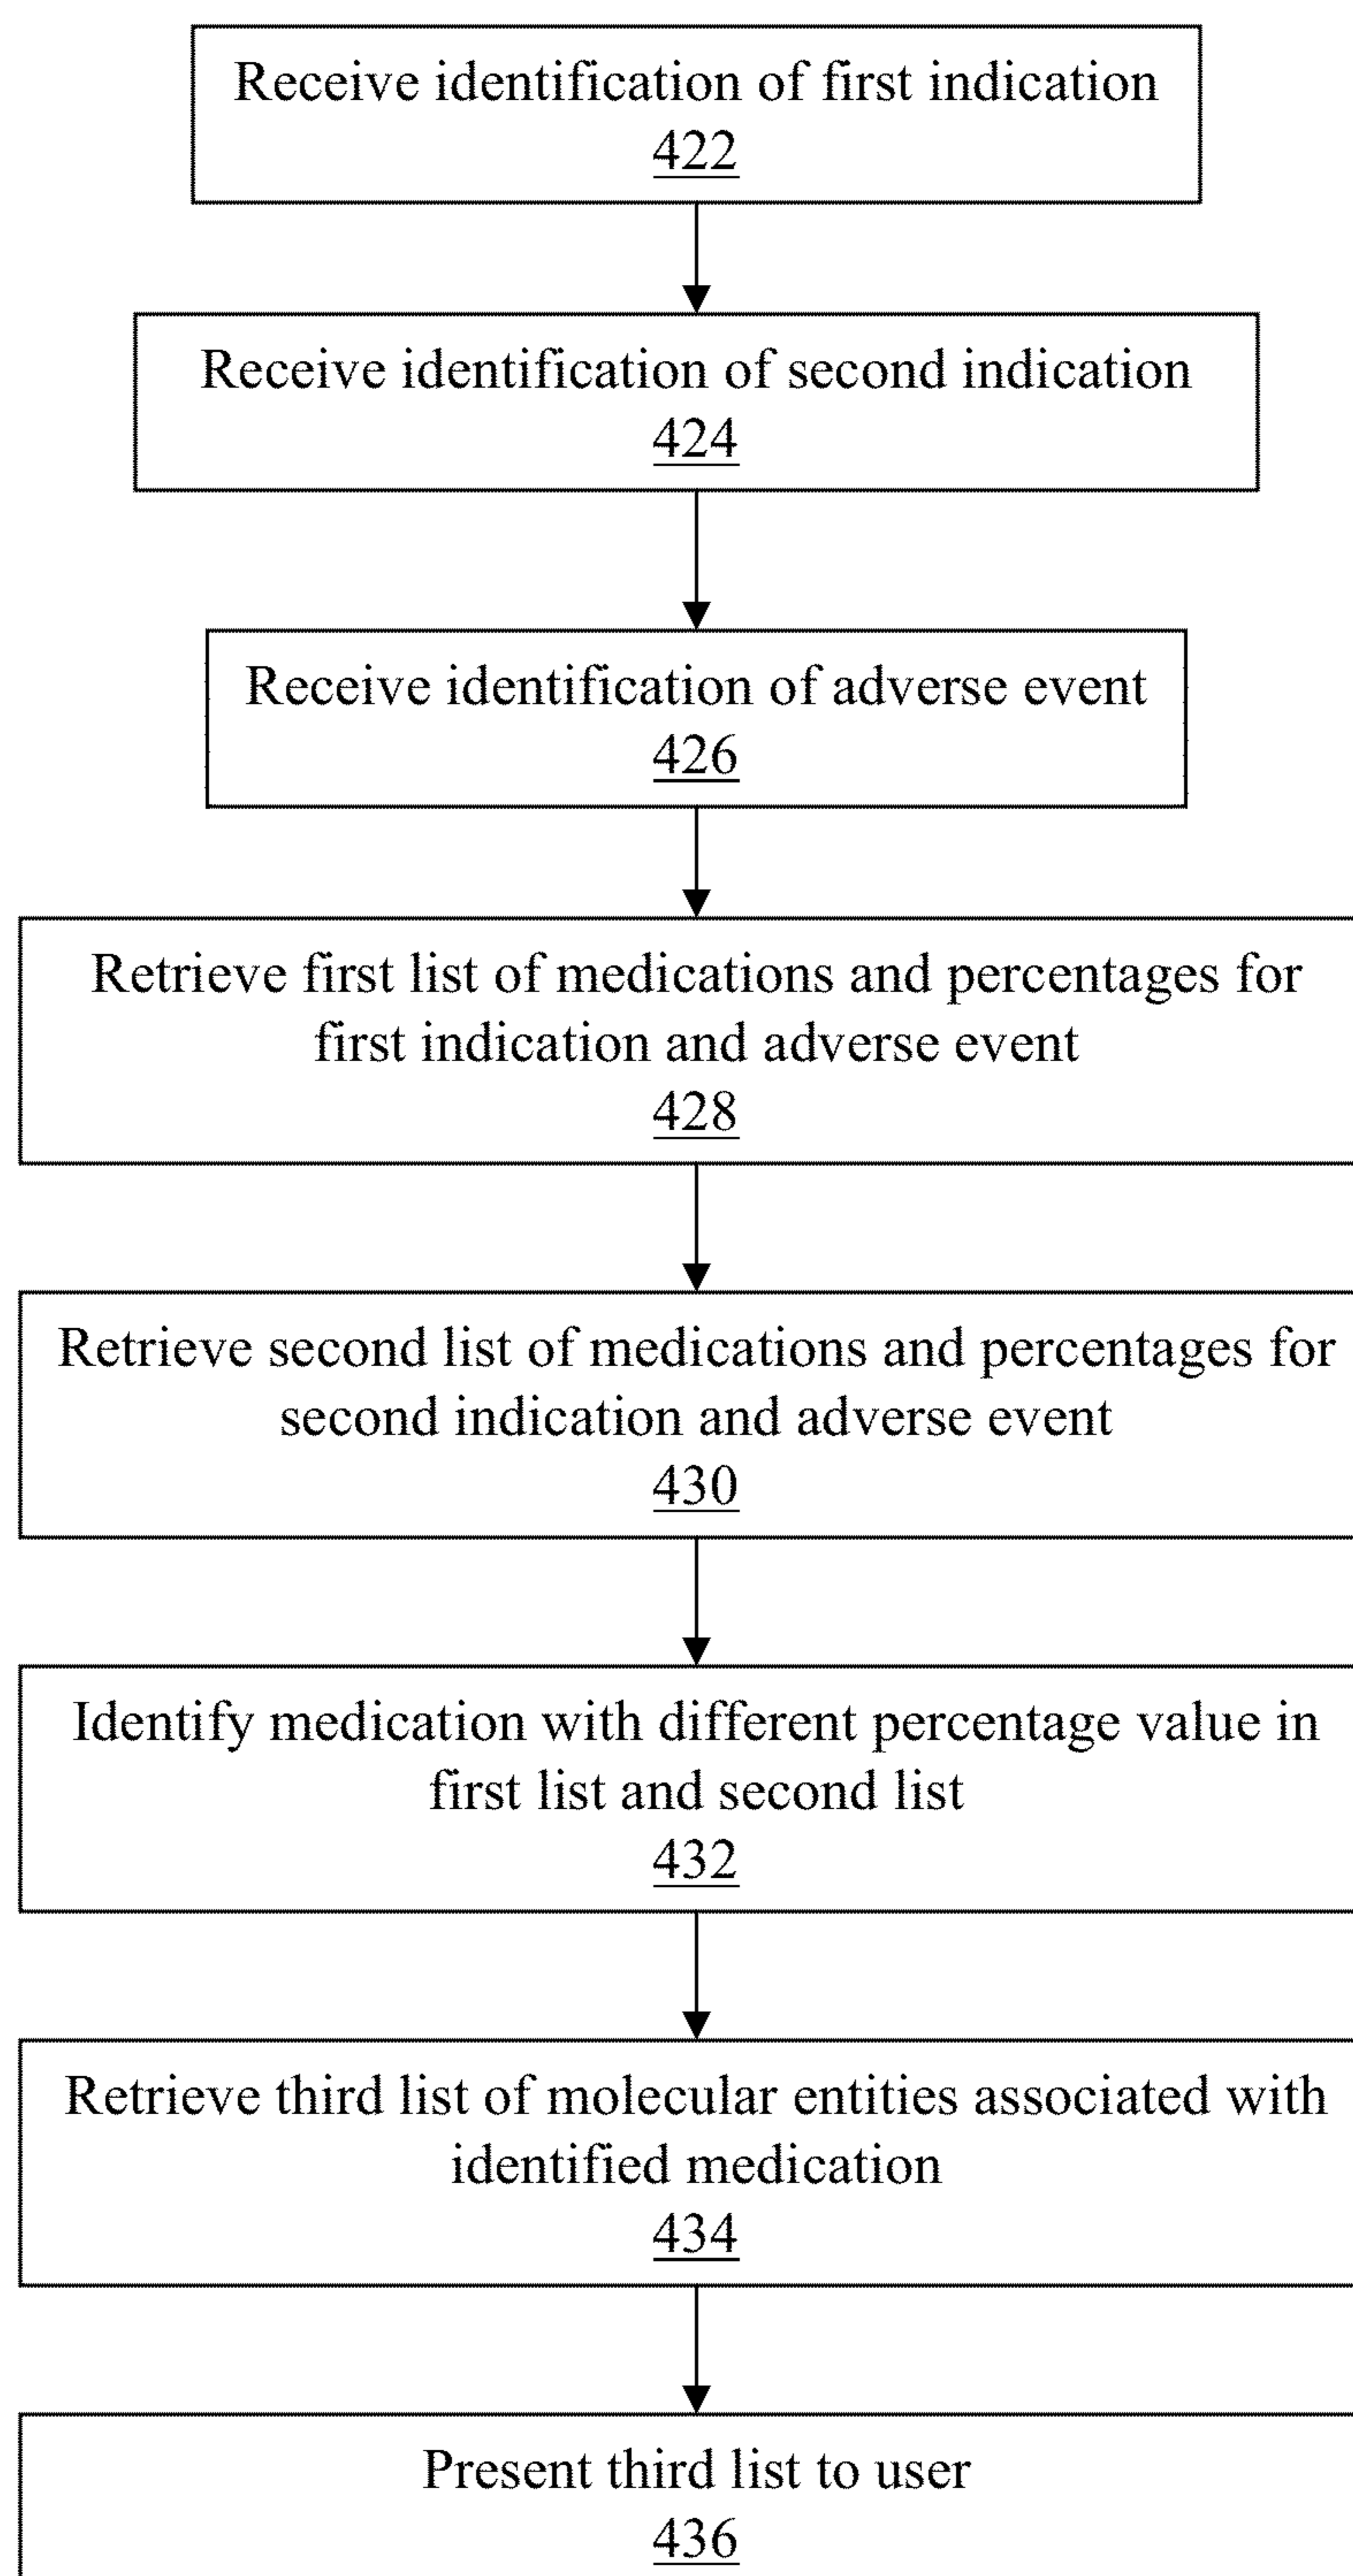 Receive identification of first indication
422
Receive identification of second indication
424
Receive identification of adverse event
426
Retrieve first list of medications and percentages for
first indication and adverse event
428
Retrieve second list of medications and percentages for
second indication and adverse event
430
Identify medication with different percentage value in
first list and second list
432
Retrieve third list of molecular entities associated with
identified medication
434
Present third list to user
436